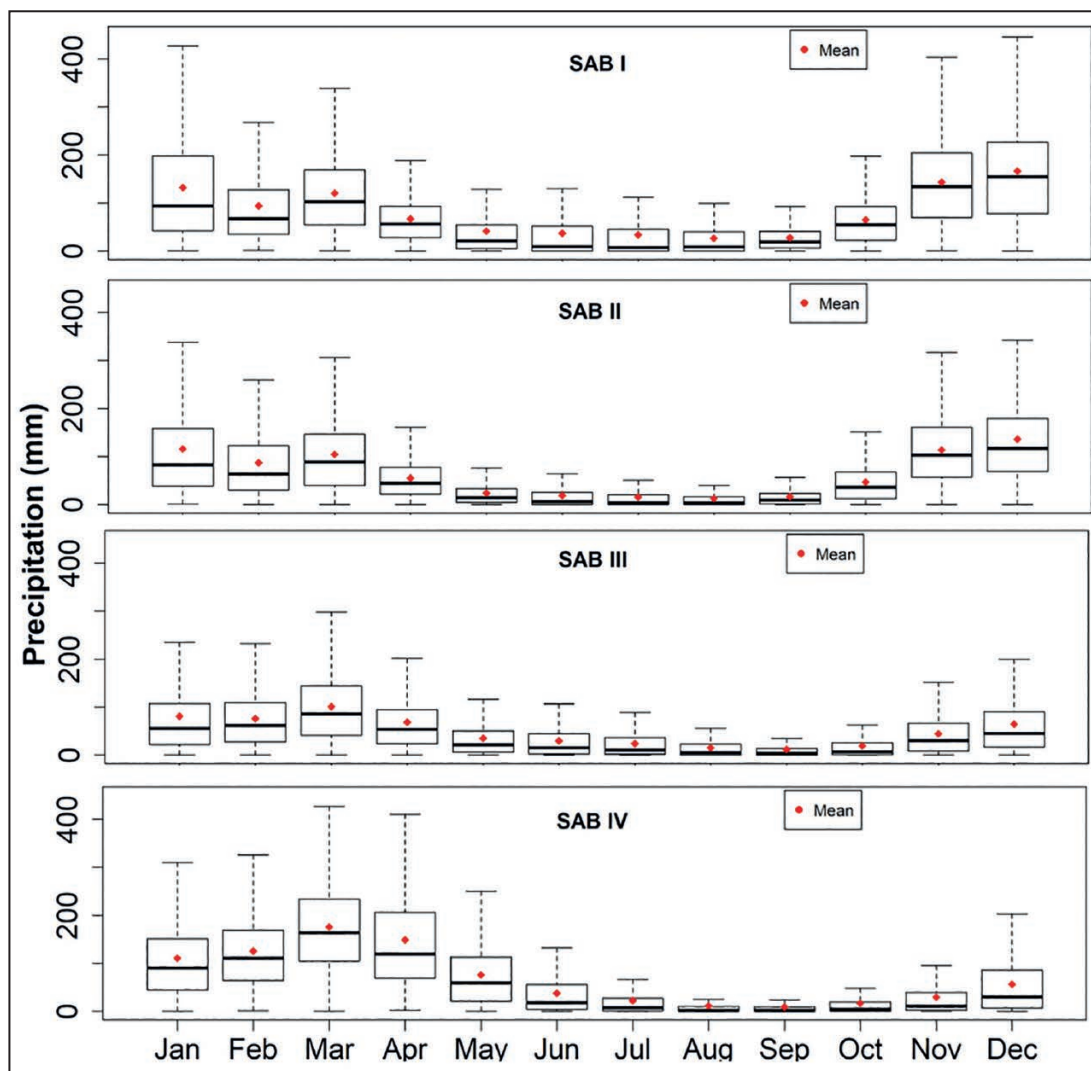 Precipitation (mm)
SAB I
Mean
400
200
0
SAB II
Mean
400
200
0
SAB III
Mean
400
200
0
SAB IV
Mean
400
200
0
Jan Feb Mar Apr May Jun Jul Aug Sep Oct Nov Dec